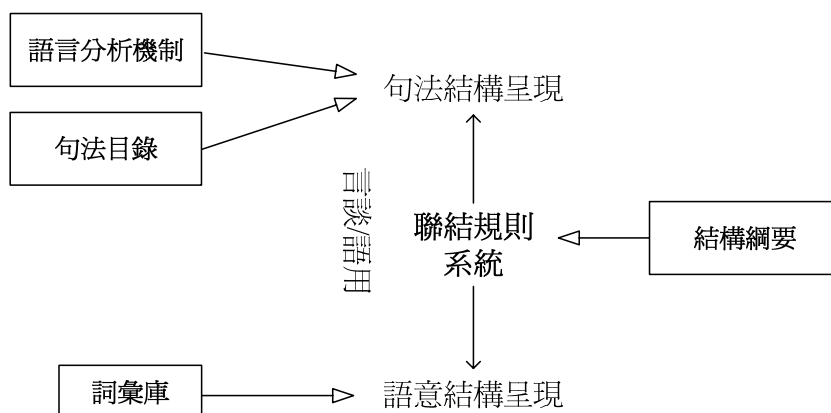 語言分析機制
句法結構呈現
句法目錄
言談/語用
聯結規則
系統
結構綱要
詞彙庫
語意結構呈現